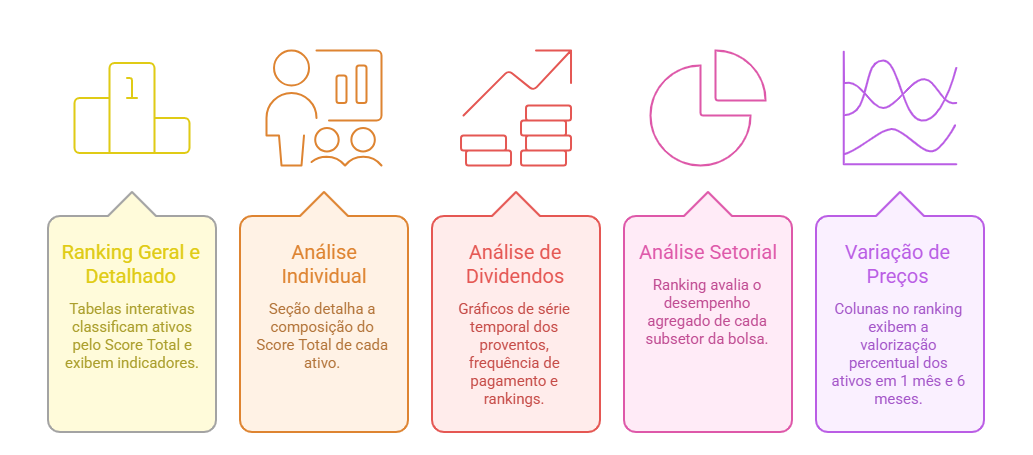 1
Ranking Geral e
Detalhado
Tabelas interativas
classificam ativos
pelo Score Total e
exibem indicadores.
Análise
Individual
Seção detalha a
composição do
Score Total de cada
ativo.
Análise de
Dividendos
Gráficos de série
temporal dos
proventos,
frequência de
pagamento e
rankings.
Análise Setorial
Ranking avalia o
desempenho
agregado de cada
subsetor da bolsa.
Variação de
Preços
Colunas no ranking
exibem a
valorização
percentual dos
ativos em 1 mês e 6
meses.